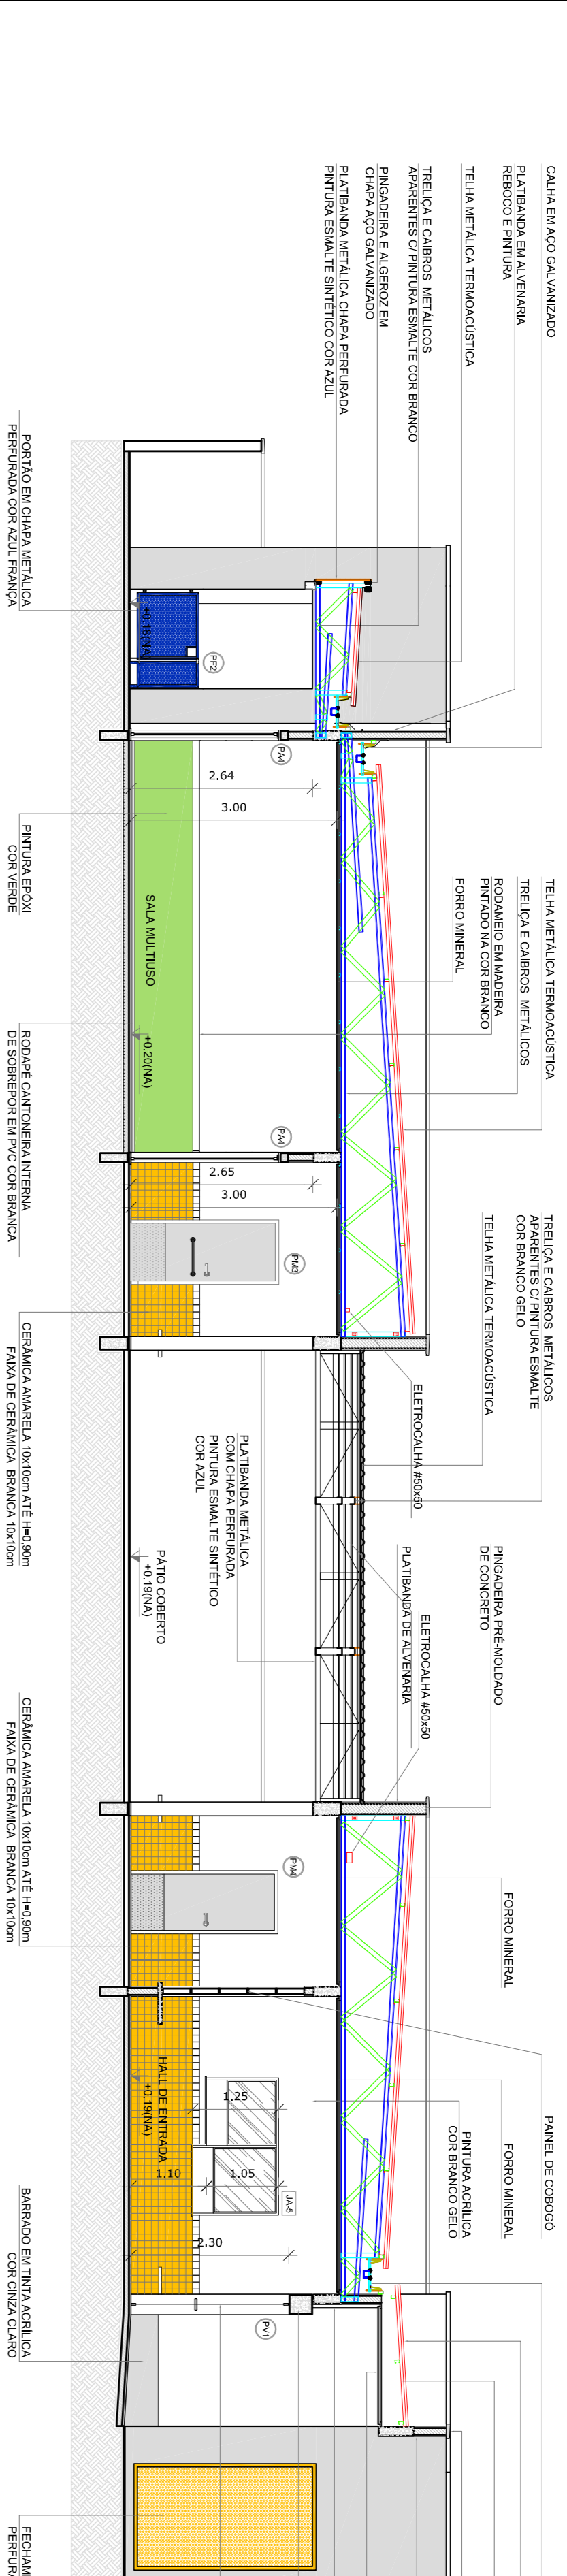 CALHA EM AÇO GALVANIZADO
PLATIBANDA EM ALVENARIA
REBOCO E PINTURA
TELHA METÁLICA TERMOACÚSTICA
TRELIÇA E CAIBROS METÁLICOS
APARENTES C/ PINTURA ESMALTE COR BRANCO
PINGADEIRA E ALGEROZ EM
CHAPA AÇO GALVANIZADO
PLATIBANDA METÁLICA CHAPA PERFURADA
PINTURA ESMALTE SINTÉTICO COR AZUL
TELHA METÁLICA TERMOACÚSTICA
TRELIÇA E CAIBROS METÁLICOS
RODAMEIO EM MADEIRA
PINTADO NA COR BRANCO
FORRO MINERAL
TRELIÇA E CAIBROS METÁLICOS
APARENTES C/ PINTURA ESMALTE
COR BRANCO GELO
TELHA METÁLICA TERMOACÚSTICA
ELETROCALHA #50x50
PINGADEIRA PRÉ-MOLDADO
DE CONCRETO
ELETROCALHA #50x50
PLATIBANDA DE ALVENARIA
PLATIBANDA METÁLICA
COM CHAPA PERFURADA
PINTURA ESMALTE SINTÉTICO
COR AZUL
FORRO MINERAL
PAINEL DE COBOGÓ
FORRO MINERAL
PINTURA ACRÍLICA
COR BRANCO GELO
PF2
+0.18(NA)
PA4
2.64
3.00
SALA MULTIUSO
+0.20(NA)
PA4
2.65
3.00
PM3
PÁTIO COBERTO
+0.19(NA)
PM4
HALL DE ENTRADA
+0.19(NA)
1.25
1.10
1.05
JA-5
2.30
PV1
PORTÃO EM CHAPA METÁLICA
PERFURADA COR AZUL FRANÇA
PINTURA EPÓXI
COR VERDE
RODAPÉ CANTONEIRA INTERNA
DE SOBREPOR EM PVC COR BRANCA
CERÂMICA AMARELA 10x10cm ATÉ H=0,90m
FAIXA DE CERÂMICA BRANCA 10x10cm
CERÂMICA AMARELA 10x10cm ATÉ H=0,90m
FAIXA DE CERÂMICA BRANCA 10x10cm
BARRADO EM TINTA ACRÍLICA
COR CINZA CLARO
FECHAM
PERFURA